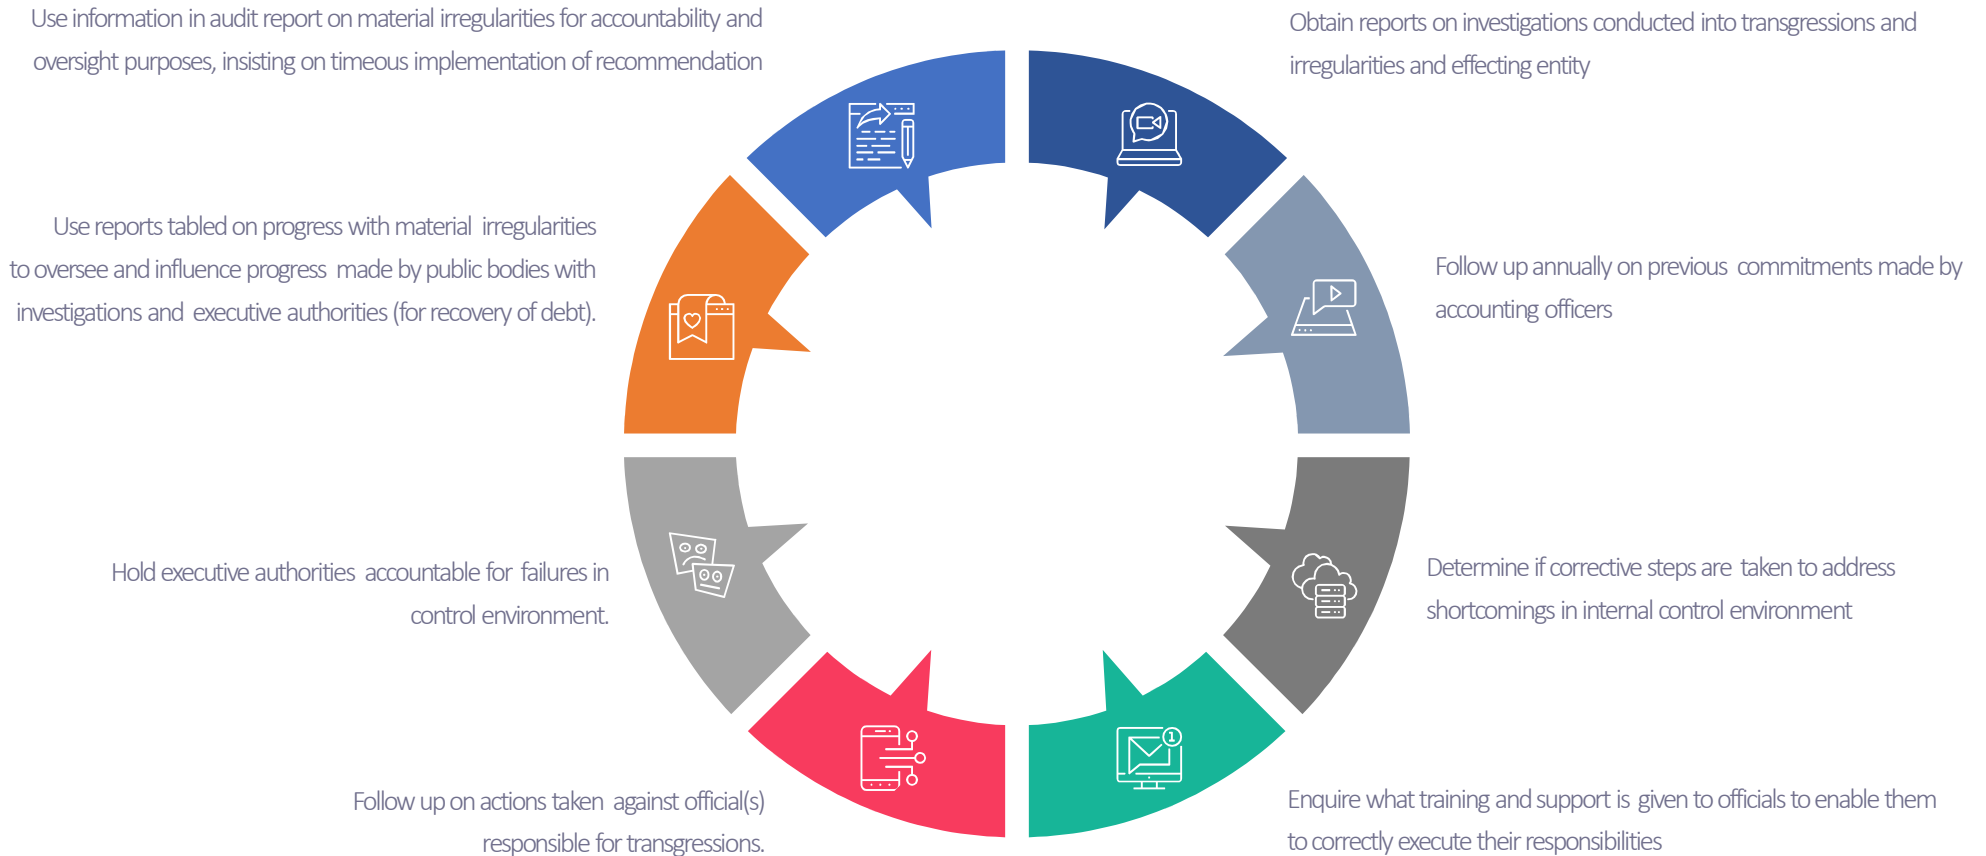 Use information in audit report on material irregularities for accountability and
oversight purposes, insisting on timeous implementation of recommendation
Obtain reports on investigations conducted into transgressions and
irregularities and effecting entity
Use reports tabled on progress with material irregularities
to oversee and influence progress made by public bodies with
investigations and executive authorities (for recovery of debt).
Follow up annually on previous commitments made by
accounting officers
Hold executive authorities accountable for failures in
control environment.
Determine if corrective steps are taken to address
shortcomings in internal control environment
Follow up on actions taken against official(s)
responsible for transgressions.
1
Enquire what training and support is given to officials to enable them
to correctly execute their responsibilities